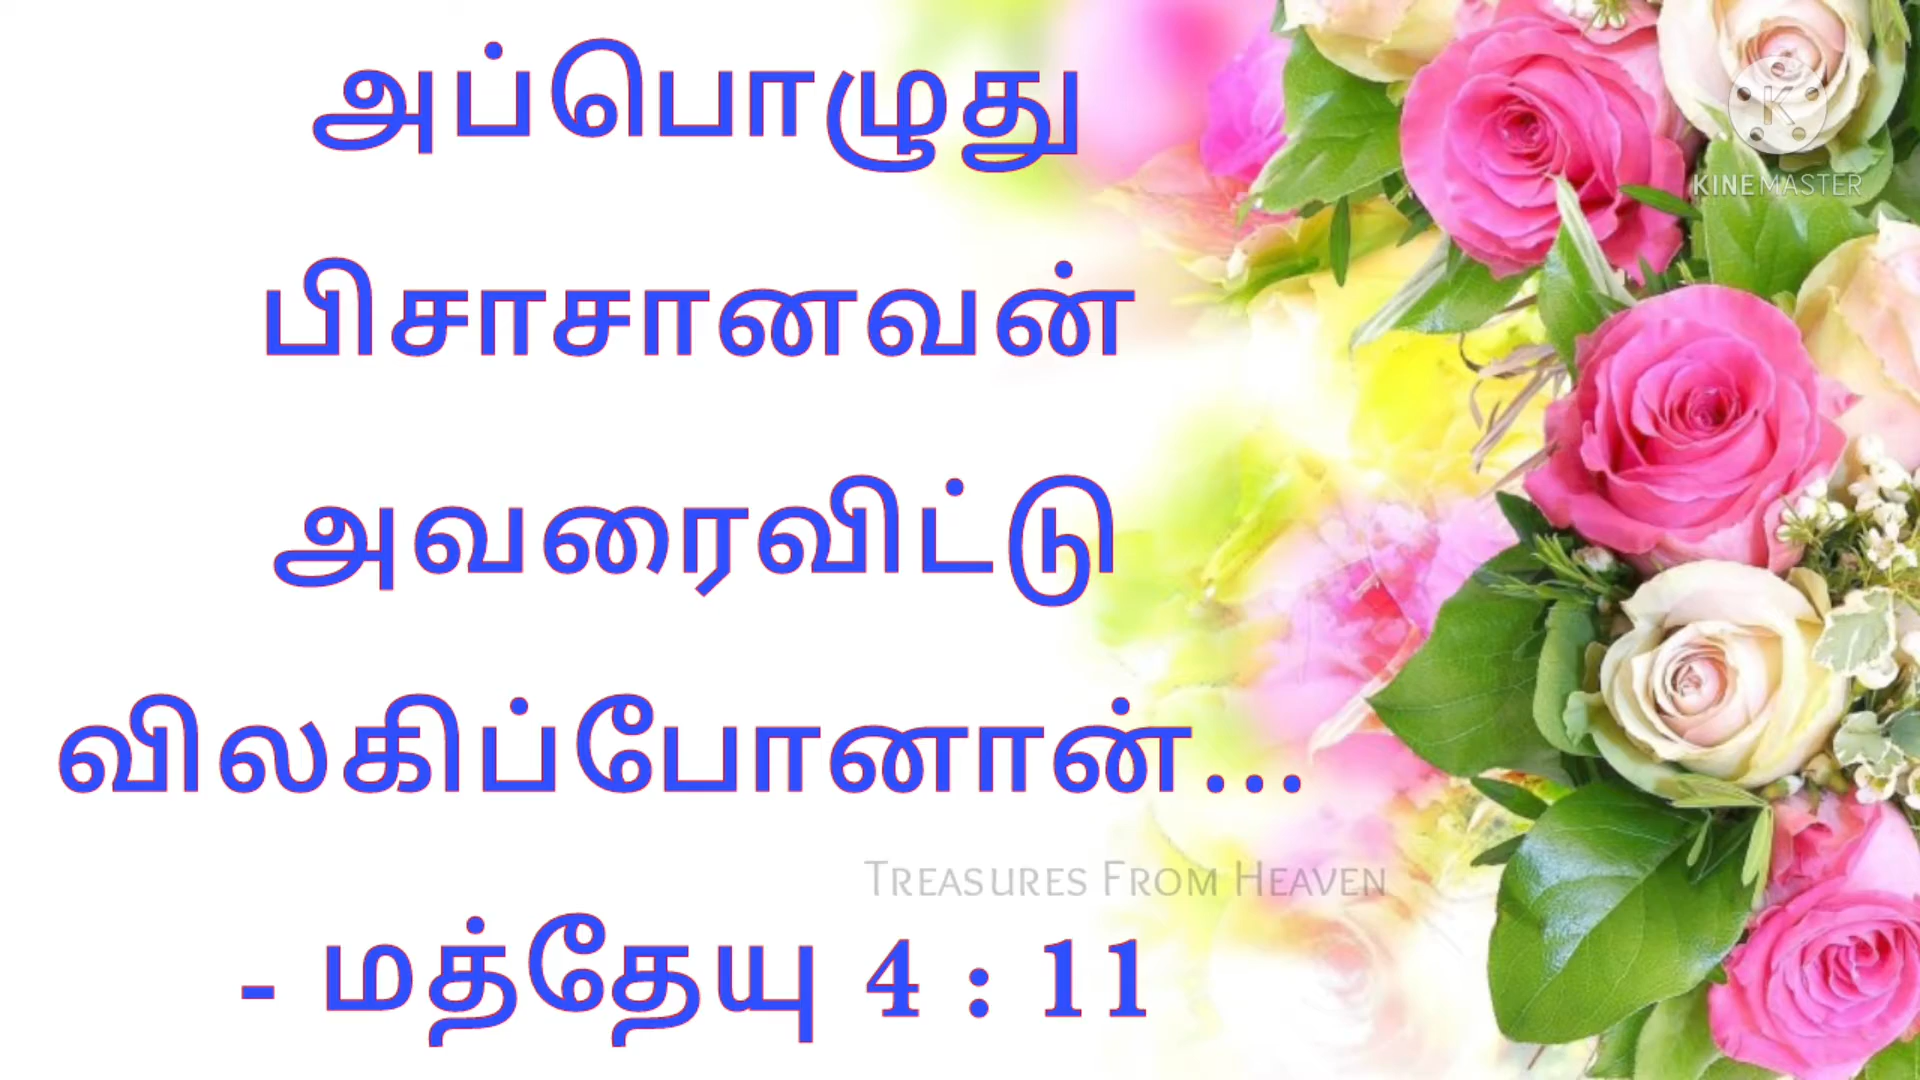 அப்பொழுது
KINEMASTER
பிசாசானவன்
அவரைவிட்டு
விலகிப்போனான்...
TREASURES FROM HEAVEN
- மத்தேயு 4 : 11